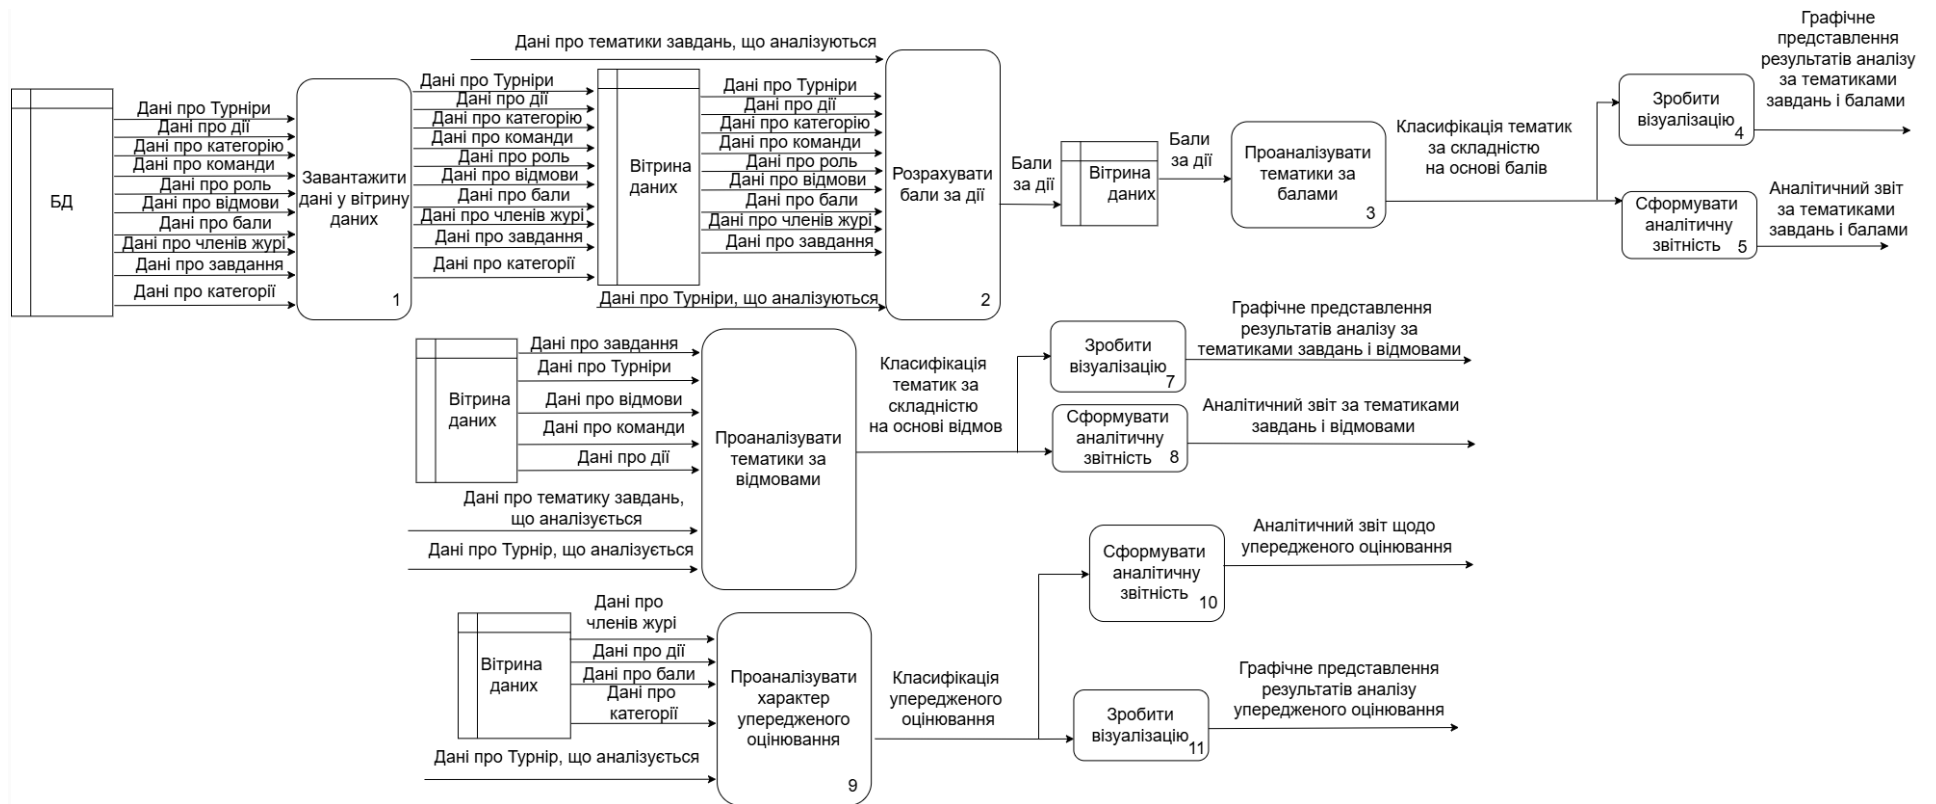 БД
Дані про Турніри
Дані про дії
Дані про категорію
Дані про команди
Дані про роль
Дані про відмови
Дані про бали
Дані про членів журі
Дані про завдання
Дані про категорії
Завантажити
дані у вітрину
даних
1
Дані про Турніри
Дані про дії
Дані про категорію
Дані про команди
Дані про роль
Дані про відмови
Дані про бали
Дані про членів журі
Дані про завдання
Дані про категорії
Дані про тематики завдань, що аналізуються
Вітрина
даних
Дані про Турніри
Дані про дії
Дані про категорію
Дані про команди
Дані про роль
Дані про відмови
Дані про бали
Дані про членів журі
Дані про завдання
Дані про Турніри, що аналізуються
Розрахувати
бали за дії
2
Бали
за дії
Вітрина
даних
Бали
за дії
Проаналізувати
тематики за
балами
3
Класифікація тематик
за складністю
на основі балів
Зробити
візуалізацію
4
Графічне
представлення
результатів аналізу
за тематиками
завдань і балами
Сформувати
аналітичну
звітність
5
Аналітичний звіт
за тематиками
завдань і балами
Вітрина
даних
Дані про завдання
Дані про Турніри
Дані про відмови
Дані про команди
Дані про дії
Дані про тематику завдань,
що аналізується
Дані про Турнір, що аналізується
Проаналізувати
тематики за
відмовами
Класифікація
тематик за
складністю
на основі відмов
Зробити
візуалізацію
7
Графічне представлення
результатів аналізу за
тематиками завдань і відмовами
Сформувати
аналітичну
звітність
8
Аналітичний звіт за тематиками
завдань і відмовами
Вітрина
даних
Дані про
членів журі
Дані про дії
Дані про бали
Дані про
категорії
Дані про Турнір, що аналізується
Проаналізувати
характер
упередженого
оцінювання
9
Класифікація
упередженого
оцінювання
Сформувати
аналітичну
звітність
10
Аналітичний звіт щодо
упередженого оцінювання
Зробити
візуалізацію
11
Графічне представлення
результатів аналізу
упередженого оцінювання